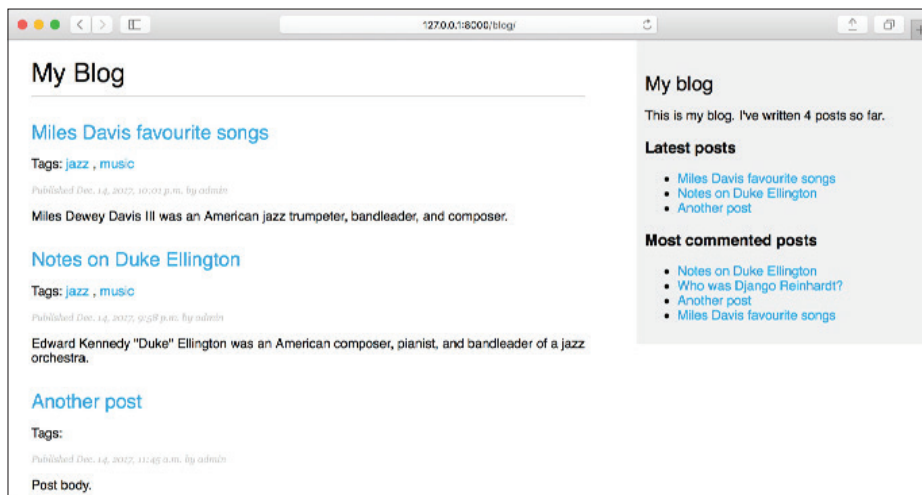 127.0.0.1:8000/blog/
My Blog
Miles Davis favourite songs
Tags: jazz , music
Published Dec. 14, 2017, 10:01 p.m. by admin
Miles Dewey Davis III was an American jazz trumpeter, bandleader, and composer.
Notes on Duke Ellington
Tags: jazz , music
Published Dec. 14, 2017, 9:58 p.m. by admin
Edward Kennedy "Duke" Ellington was an American composer, pianist, and bandleader of a jazz
orchestra.
Another post
Tags:
Published Dec. 14, 2017, 11:45 a.m. by admin
Post body.
My blog
This is my blog. I've written 4 posts so far.
Latest posts
Miles Davis favourite songs
Notes on Duke Ellington
Another post
Most commented posts
Notes on Duke Ellington
Who was Django Reinhardt?
Another post
Miles Davis favourite songs